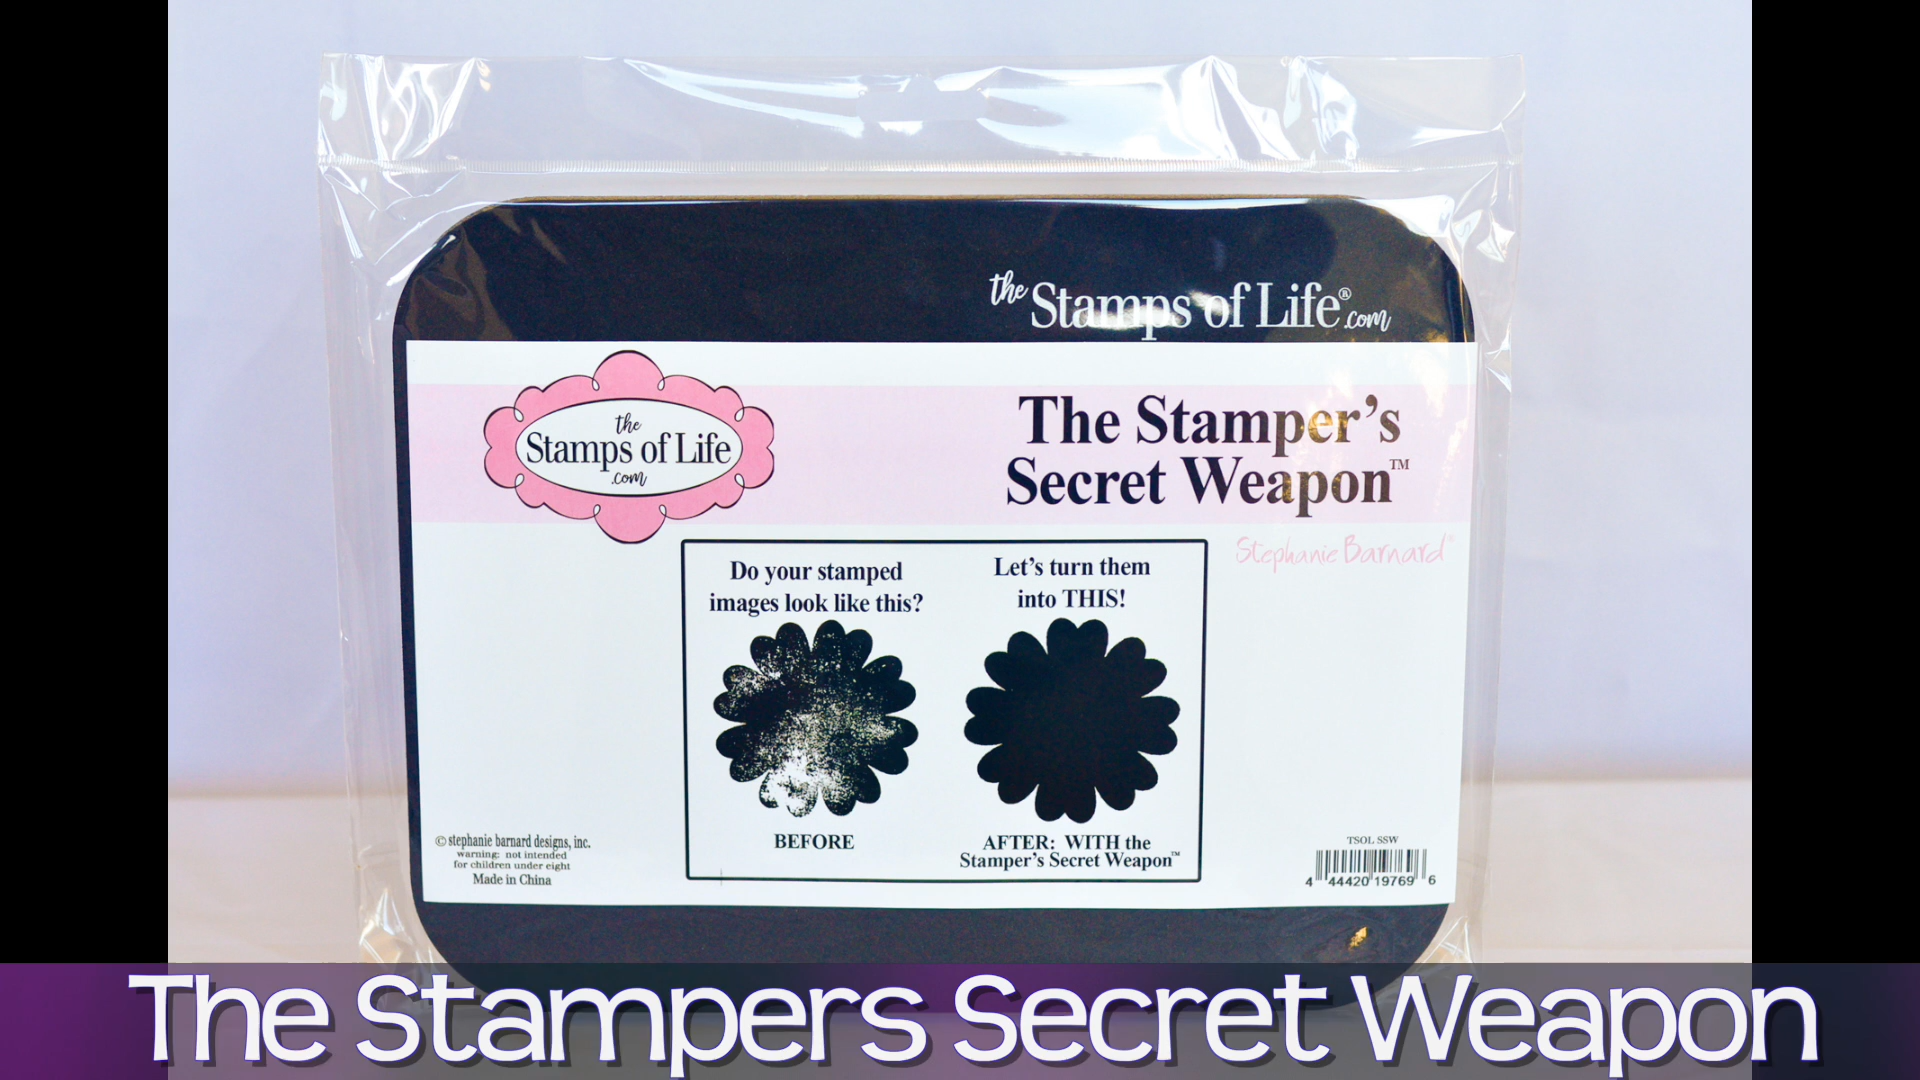 the Stamps of Life® .com
the
Stamps of Life
.com
The Stamper's
Secret Weapon™
Stephanie Barnard®
Do your stamped
images look like this?
Let's turn them
into THIS!
BEFORE
AFTER: WITH the
Stamper's Secret Weapon™
© stephanie barnard designs, inc.
warning: not intended
for children under eight
Made in China
TSOL SSW
4 44420 19769 6
The Stampers Secret Weapon